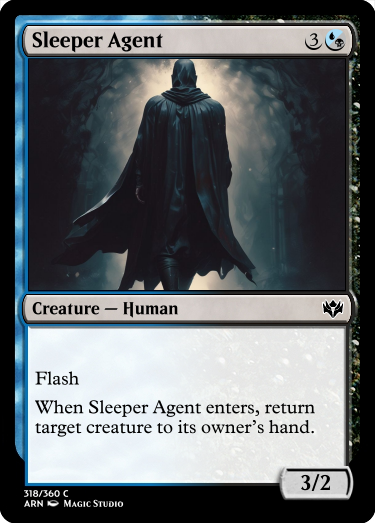 Sleeper Agent 3
Creature — Human
Flash
When Sleeper Agent enters, return
target creature to its owner's hand.
3/2
318/360 C
ARN Magic Studio